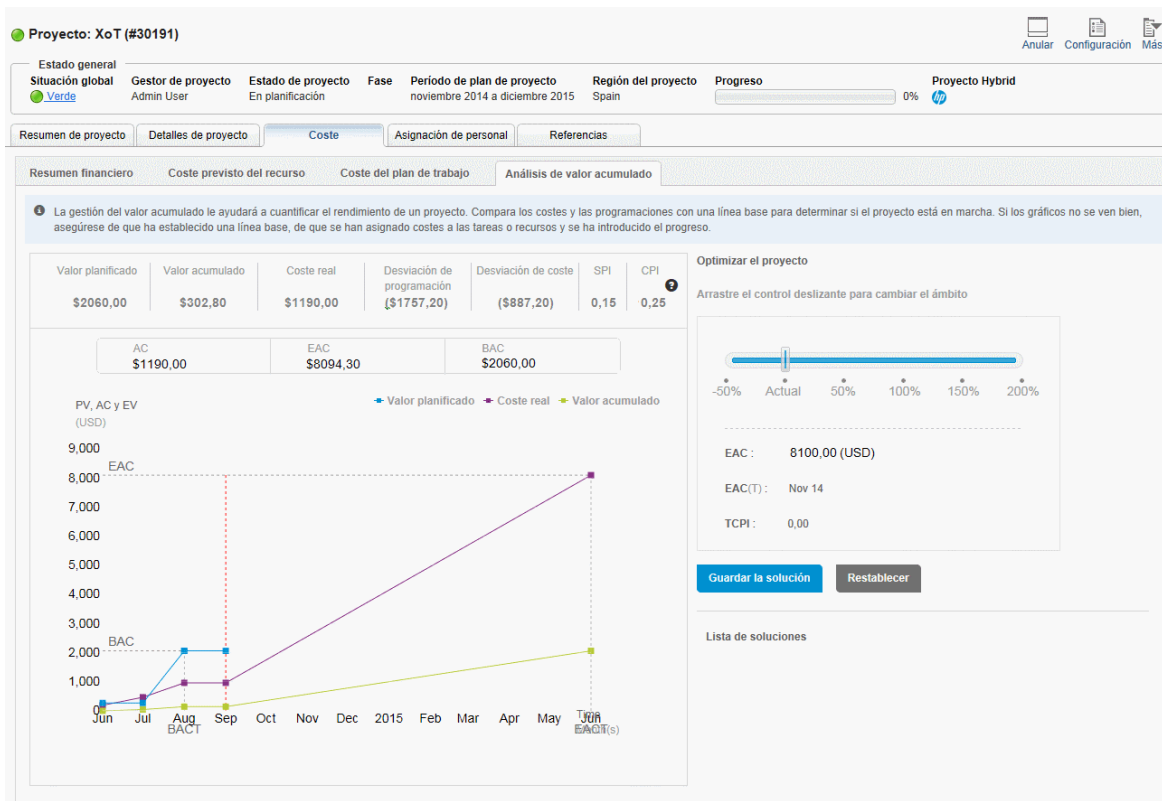 Proyecto: XoT (#30191)
Anular Configuración Más
Estado general
Situación global Gestor de proyecto Estado de proyecto Fase Período de plan de proyecto Región del proyecto Progreso Proyecto Hybrid
Verde Admin User En planificación noviembre 2014 a diciembre 2015 Spain 0% hp
Resumen de proyecto Detalles de proyecto Coste Asignación de personal Referencias
Resumen financiero Coste previsto del recurso Coste del plan de trabajo Análisis de valor acumulado
La gestión del valor acumulado le ayudará a cuantificar el rendimiento de un proyecto. Compara los costes y las programaciones con una línea base para determinar si el proyecto está en marcha. Si los gráficos no se ven bien,
asegúrese de que ha establecido una línea base, de que se han asignado costes a las tareas o recursos y se ha introducido el progreso.
Valor planificado Valor acumulado Coste real Desviación de Desviación de coste SPI CPI
programación
$2060,00 $302,80 $1190,00 ($1757,20) ($887,20) 0,15 0,25
AC EAC BAC
$1190,00 $8094,30 $2060,00
PV, AC y EV
(USD)
Valor planificado Coste real Valor acumulado
9,000
EAC
8,000
7,000
6,000
5,000
4,000
3,000
BAC
2,000
1,000
0
Jun Jul Aug Sep Oct Nov Dec 2015 Feb Mar Apr May Jun
Time
BACT EACT (s)
Optimizar el proyecto
Arrastre el control deslizante para cambiar el ámbito
-50% Actual 50% 100% 150% 200%
EAC : 8100,00 (USD)
EAC(T) : Nov 14
TCPI : 0,00
Guardar la solución Restablecer
Lista de soluciones